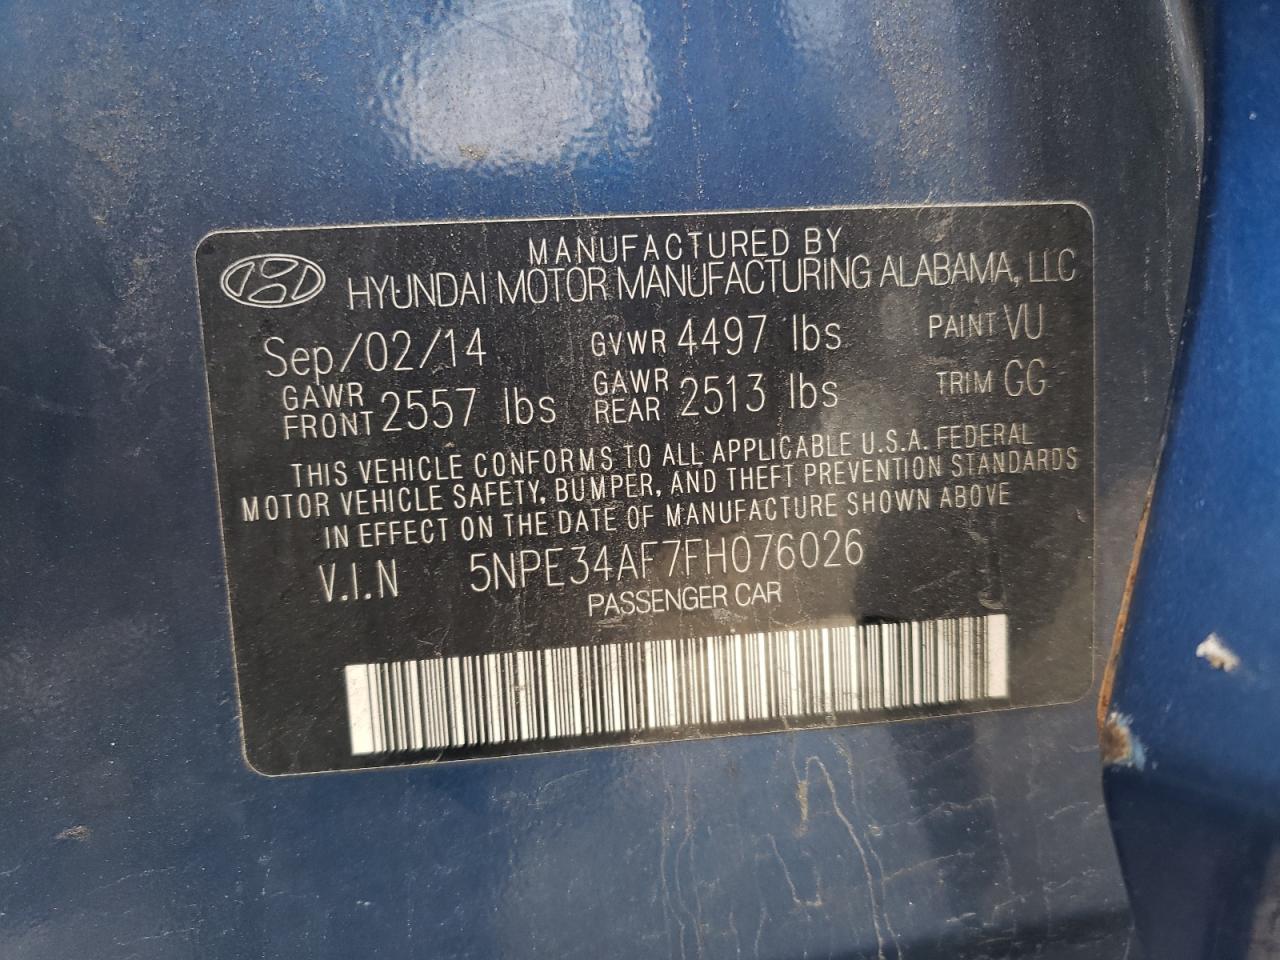 MANUFACTURED BY
HYUNDAI MOTOR MANUFACTURING ALABAMA, LLC
Sep/02/14 GVWR 4497 lbs PAINT VU
GAWR FRONT 2557 lbs GAWR REAR 2513 lbs TRIM GG
THIS VEHICLE CONFORMS TO ALL APPLICABLE U.S.A. FEDERAL
MOTOR VEHICLE SAFETY, BUMPER, AND THEFT PREVENTION STANDARDS
IN EFFECT ON THE DATE OF MANUFACTURE SHOWN ABOVE
V.I.N 5NPE34AF7FH076026
PASSENGER CAR